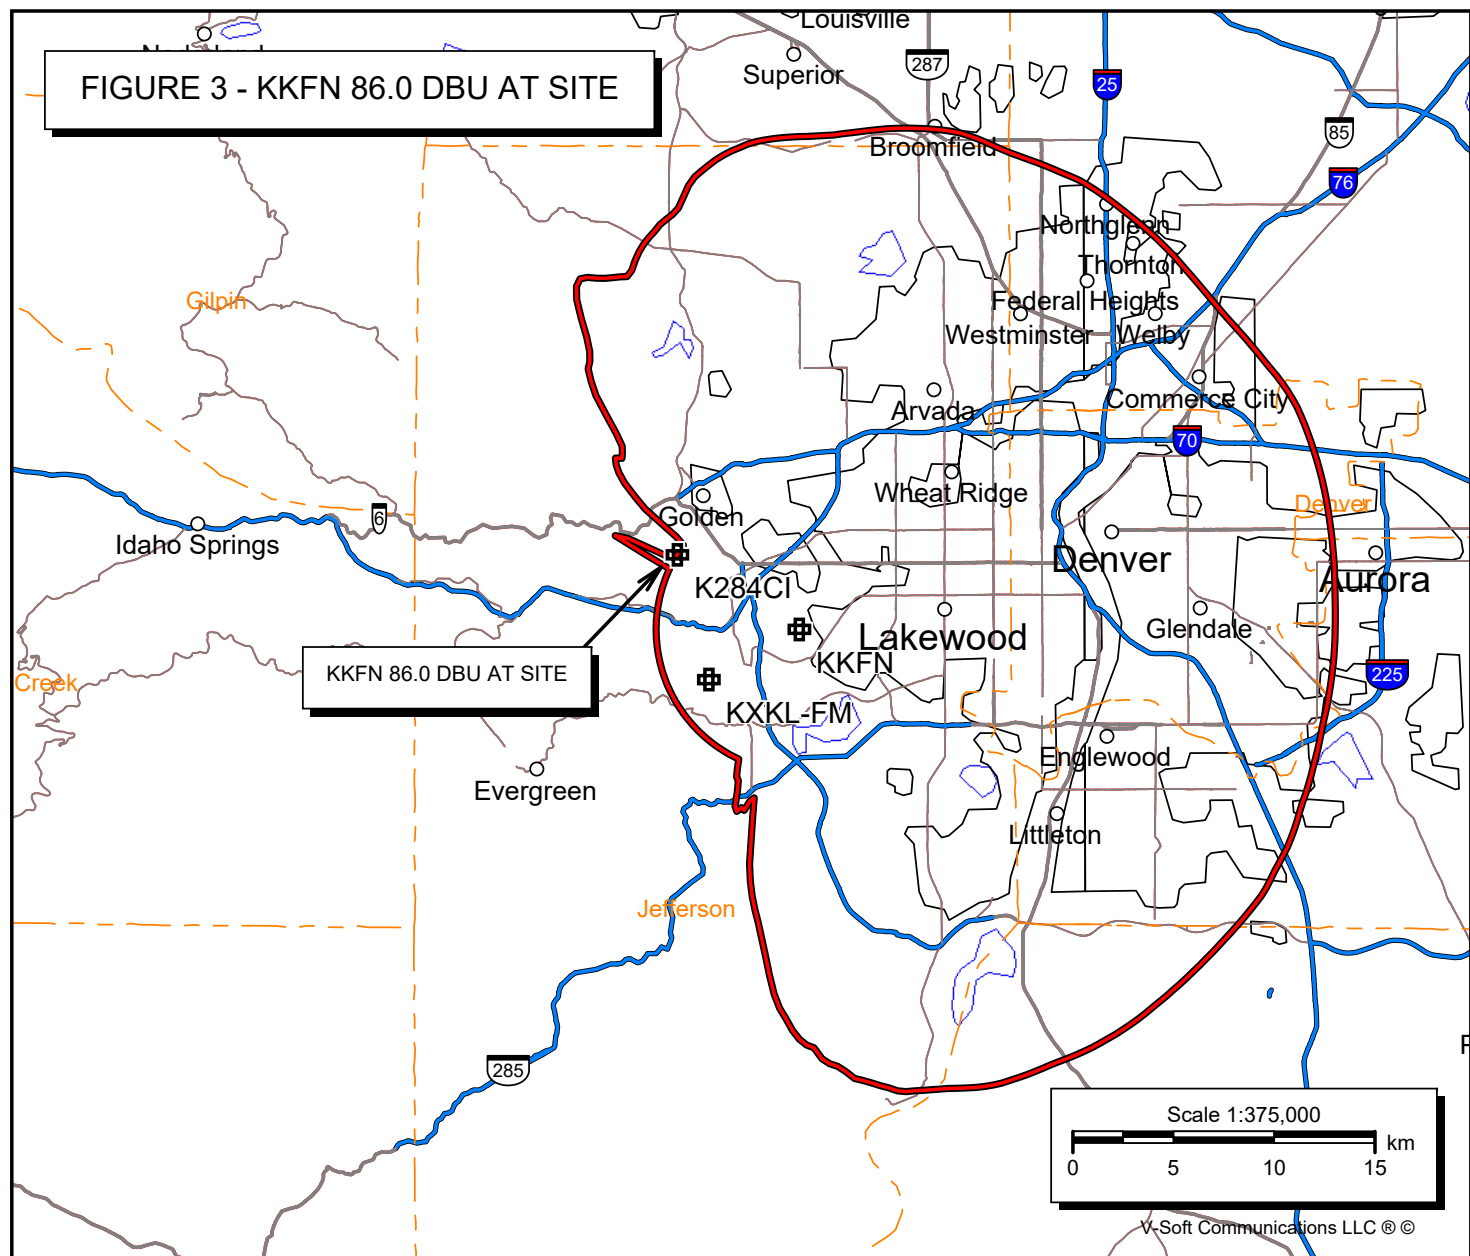 Louisville
Superior
287
25
FIGURE 3 - KKFN 86.0 DBU AT SITE
85
Broomfield
76
Northglenn
Thornton
Gilpin
Federal Heights
Westminster
Welby
Arvada
Commerce City
70
Wheat Ridge
Denver
6
Golden
Idaho Springs
Denver
Aurora
K284CI
Glendale
Lakewood
KKFN
KKFN 86.0 DBU AT SITE
225
Creek
KXKL-FM
Englewood
Evergreen
Littleton
Jefferson
285
Scale 1:375,000
km
0 5 10 15
V-Soft Communications LLC ® ©